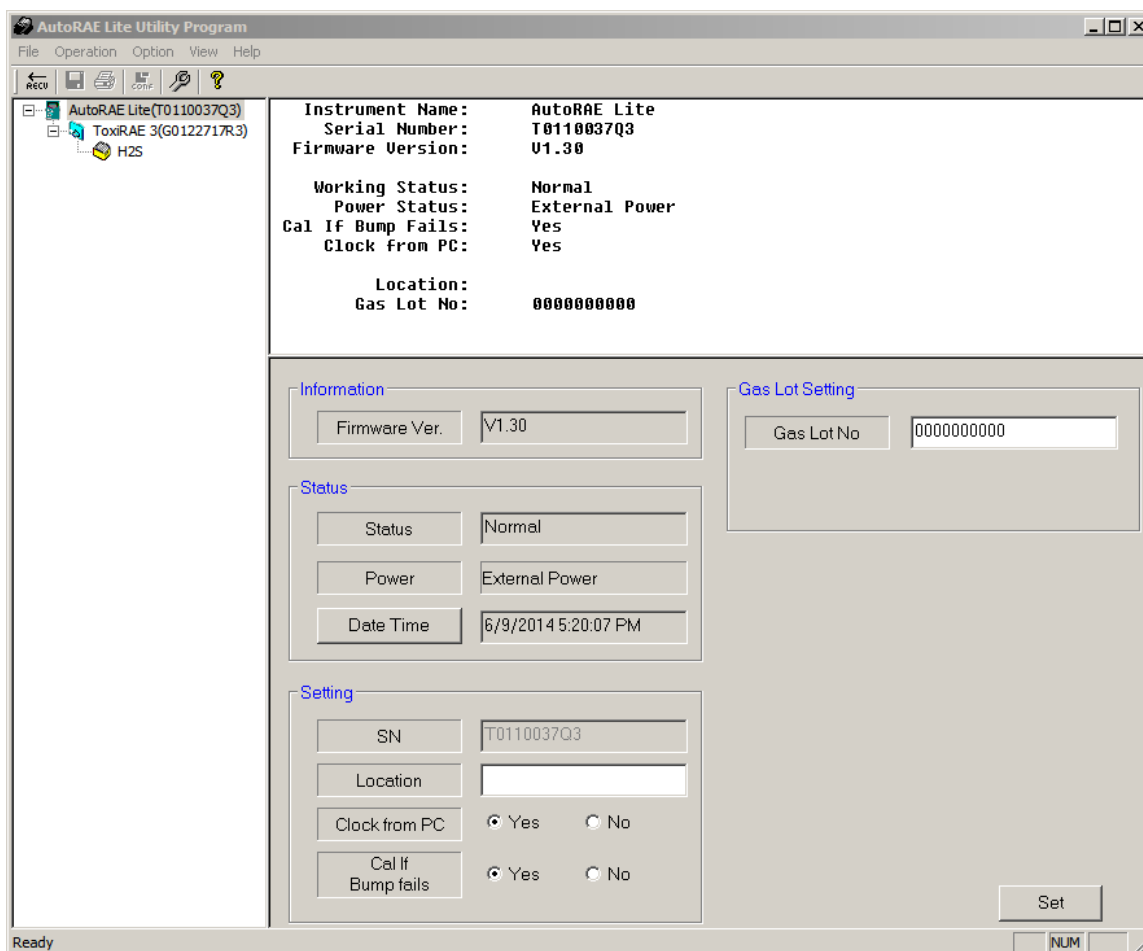 AutoRAE Lite Utility Program
File Operation Option View Help
RECV CONF
AutoRAE Lite(T0110037Q3)
ToxiRAE 3(G0122717R3)
H2S
Instrument Name: AutoRAE Lite
Serial Number: T0110037Q3
Firmware Version: V1.30
Working Status: Normal
Power Status: External Power
Cal If Bump Fails: Yes
Clock from PC: Yes
Location:
Gas Lot No: 0000000000
Information
Firmware Ver. V1.30
Status
Status Normal
Power External Power
Date Time 6/9/2014 5:20:07 PM
Setting
SN T0110037Q3
Location
Clock from PC Yes No
Cal If
Bump fails Yes No
Gas Lot Setting
Gas Lot No 0000000000
Set
Ready NUM